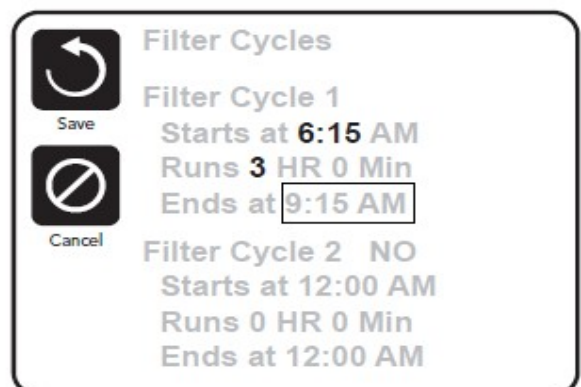 Filter Cycles
Save
Filter Cycle 1
Starts at 6:15 AM
Runs 3 HR 0 Min
Ends at 9:15 AM
Cancel
Filter Cycle 2 NO
Starts at 12:00 AM
Runs 0 HR 0 Min
Ends at 12:00 AM